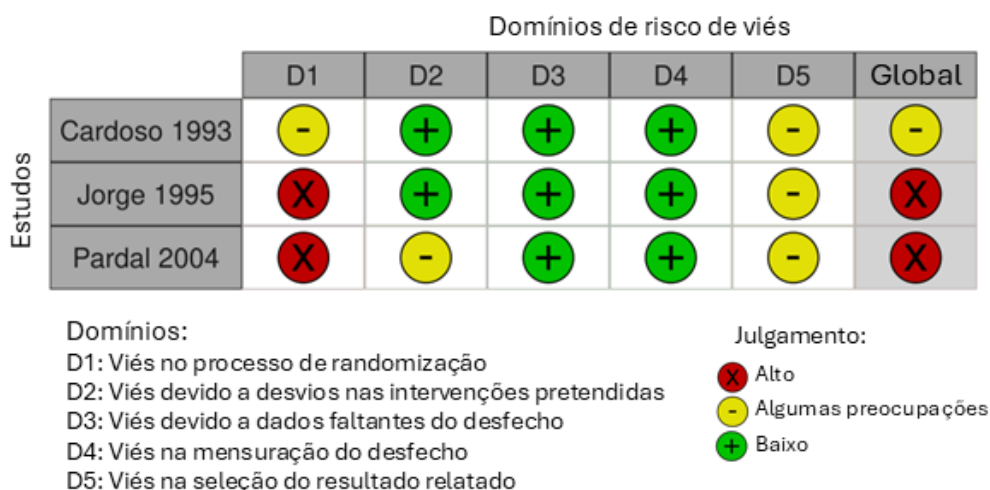 Domínios de risco de viés
D1 D2 D3 D4 D5 Global
Estudos
Cardoso 1993 - + + + - -
Jorge 1995 X + + + - X
Pardal 2004 X - + + - X
Domínios:
D1: Viés no processo de randomização
D2: Viés devido a desvios nas intervenções pretendidas
D3: Viés devido a dados faltantes do desfecho
D4: Viés na mensuração do desfecho
D5: Viés na seleção do resultado relatado
Julgamento:
X Alto
- Algumas preocupações
+ Baixo